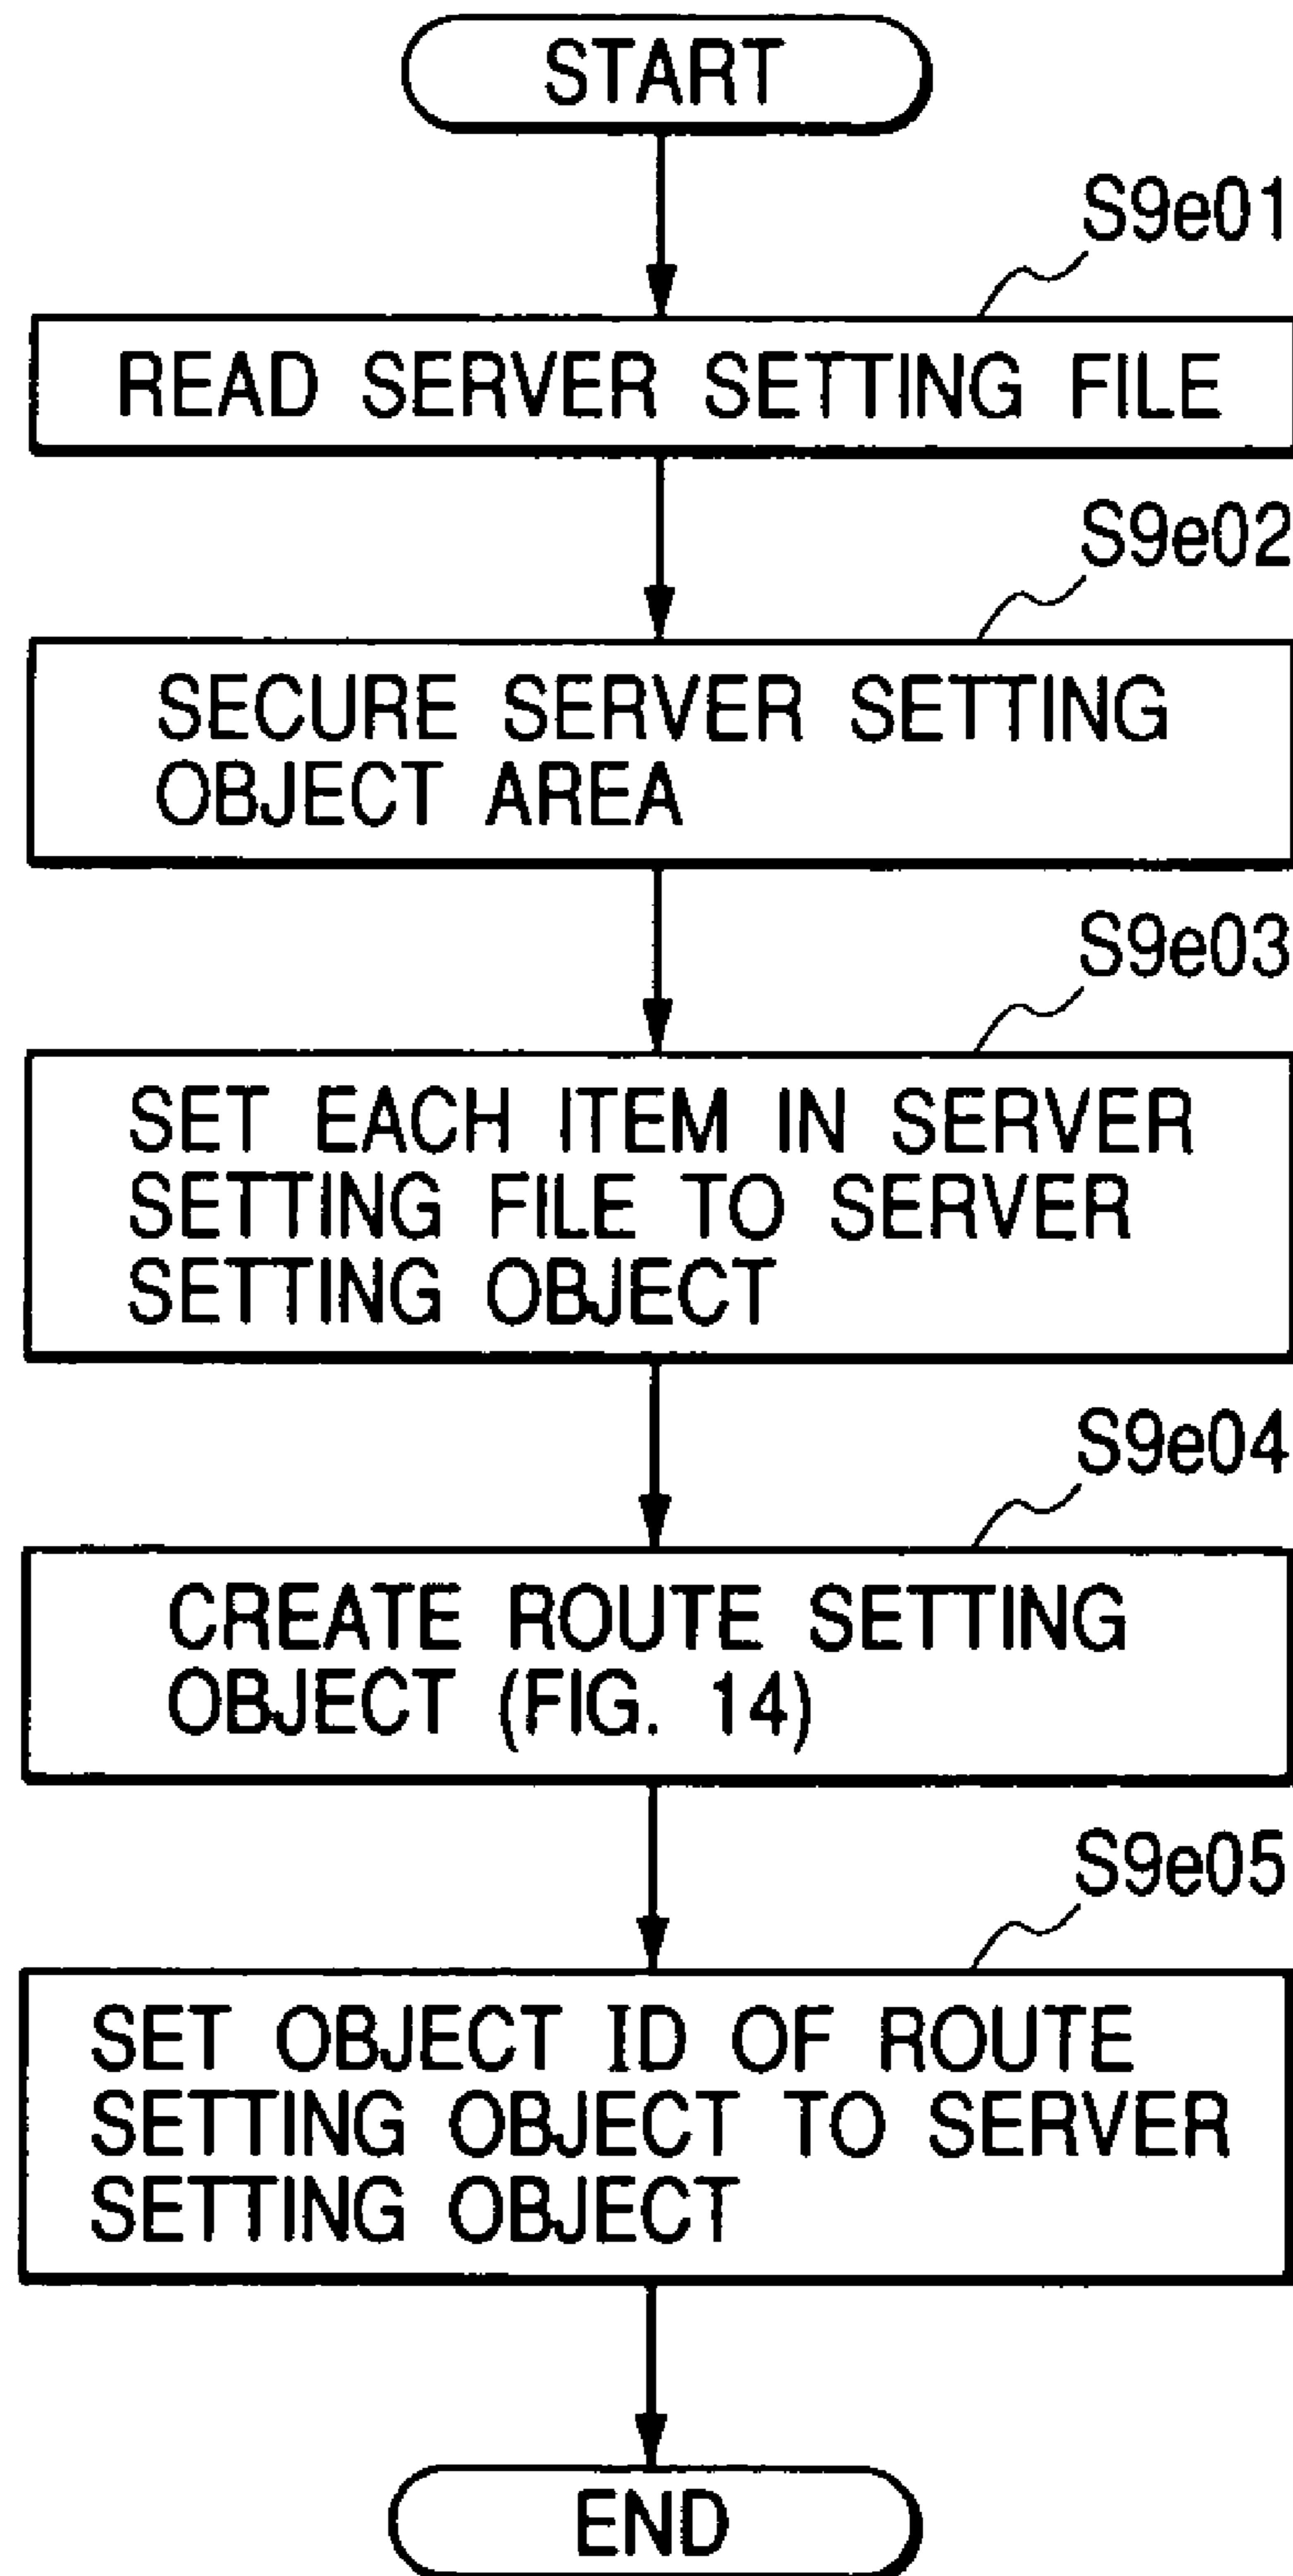 START
S9e01
READ SERVER SETTING FILE
S9e02
SECURE SERVER SETTING
OBJECT AREA
S9e03
SET EACH ITEM IN SERVER
SETTING FILE TO SERVER
SETTING OBJECT
S9e04
CREATE ROUTE SETTING
OBJECT (FIG. 14)
S9e05
SET OBJECT ID OF ROUTE
SETTING OBJECT TO SERVER
SETTING OBJECT
END